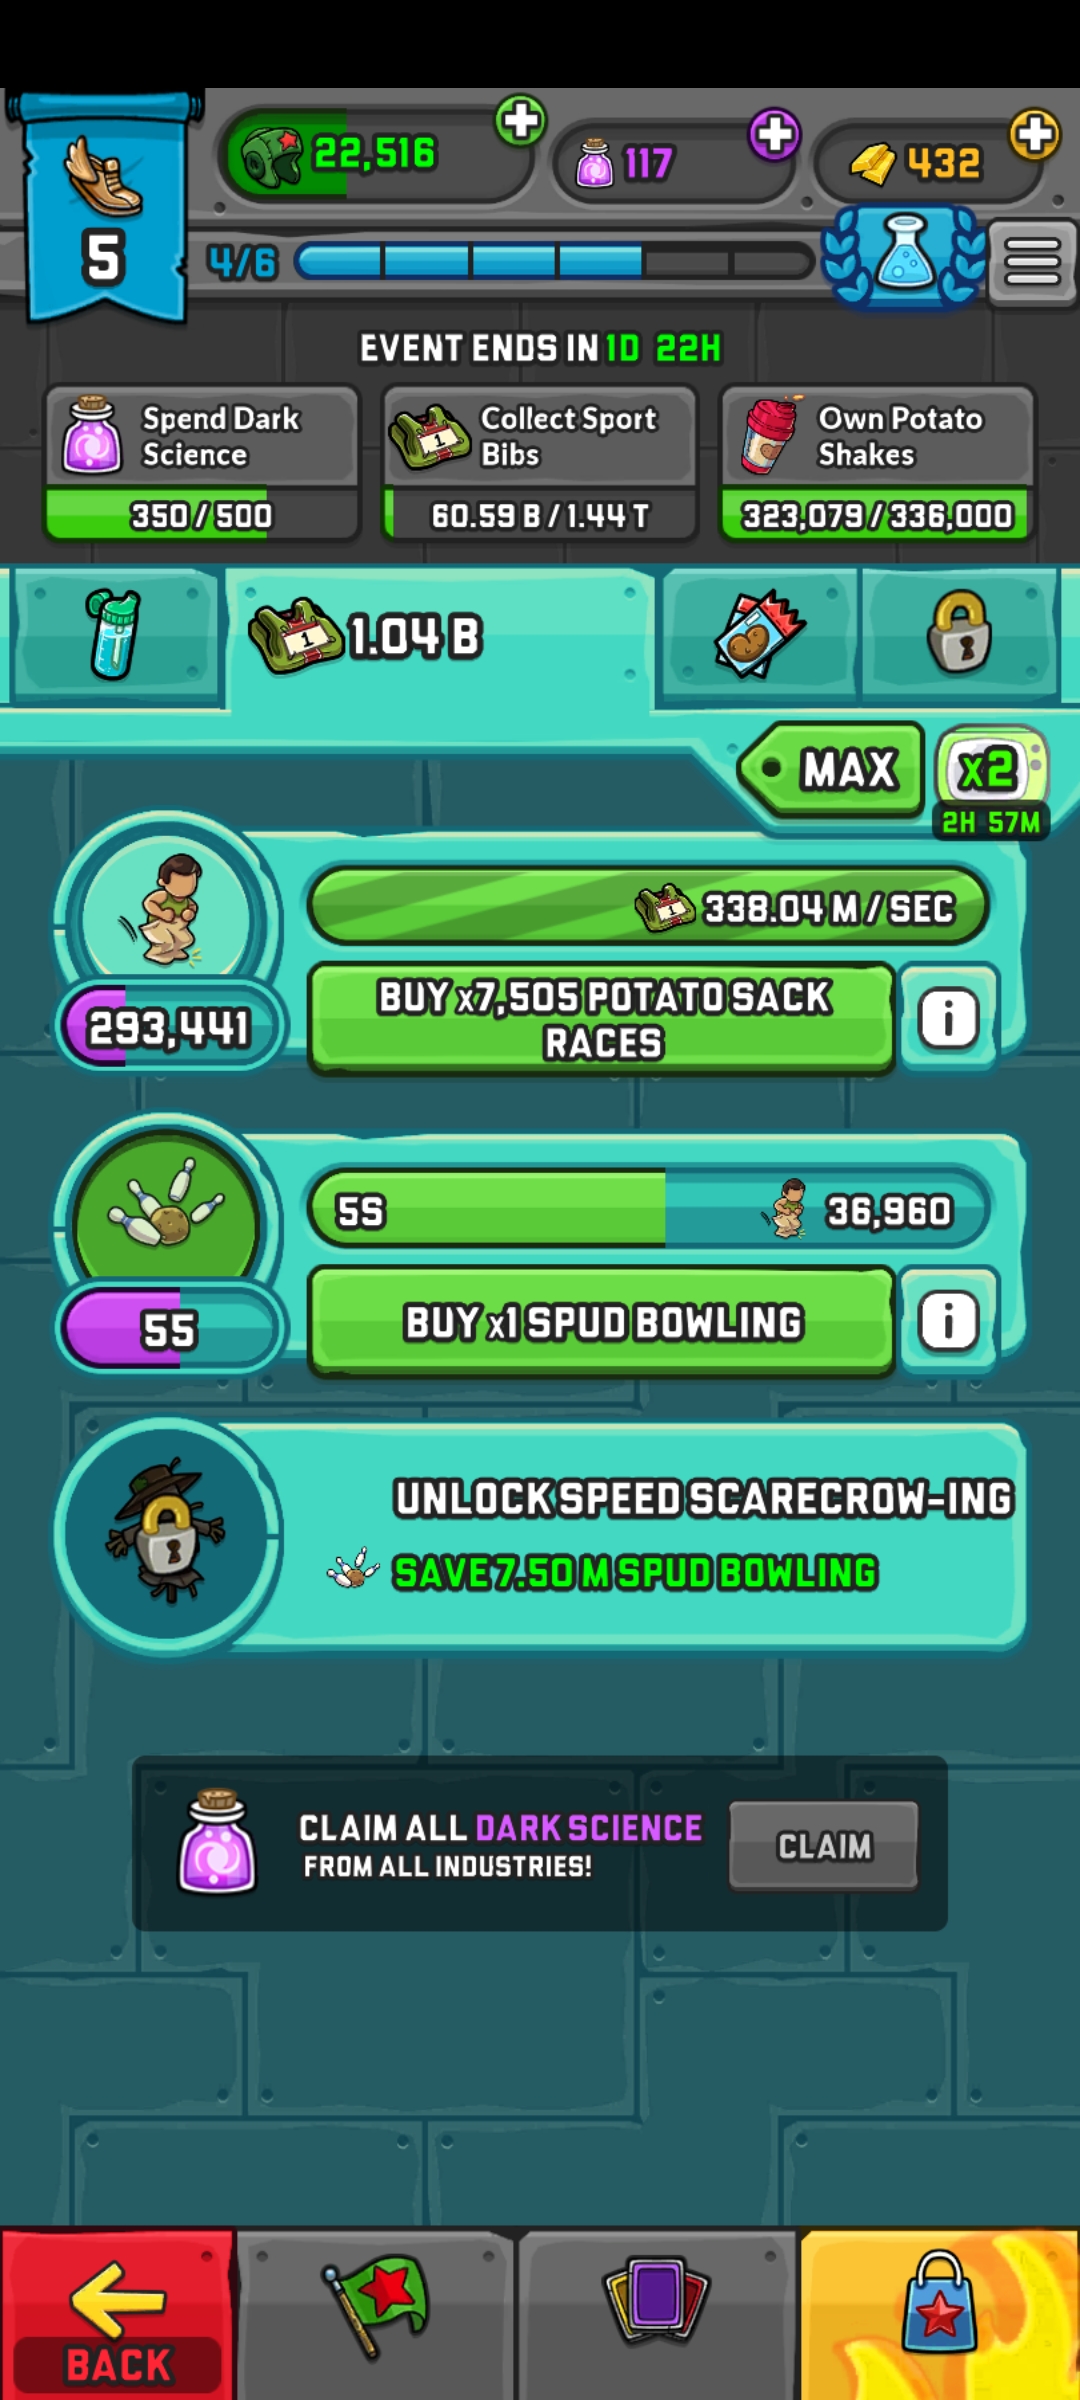 22,516
117
432
5
4/6
EVENT ENDS IN 1D 22H
Spend Dark
Science
350/500
Collect Sport
Bibs
60.59 B/1.44 T
Own Potato
Shakes
323,079/336,000
1
1.04 B
MAX
x2
2H 57M
1
338.04 M/SEC
293,441
BUY x7,505 POTATO SACK
RACES
i
5S
36,960
55
BUY x1 SPUD BOWLING
i
UNLOCK SPEED SCARECROW-ING
SAVE 7.50 M SPUD BOWLING
CLAIM ALL DARK SCIENCE
FROM ALL INDUSTRIES!
CLAIM
BACK